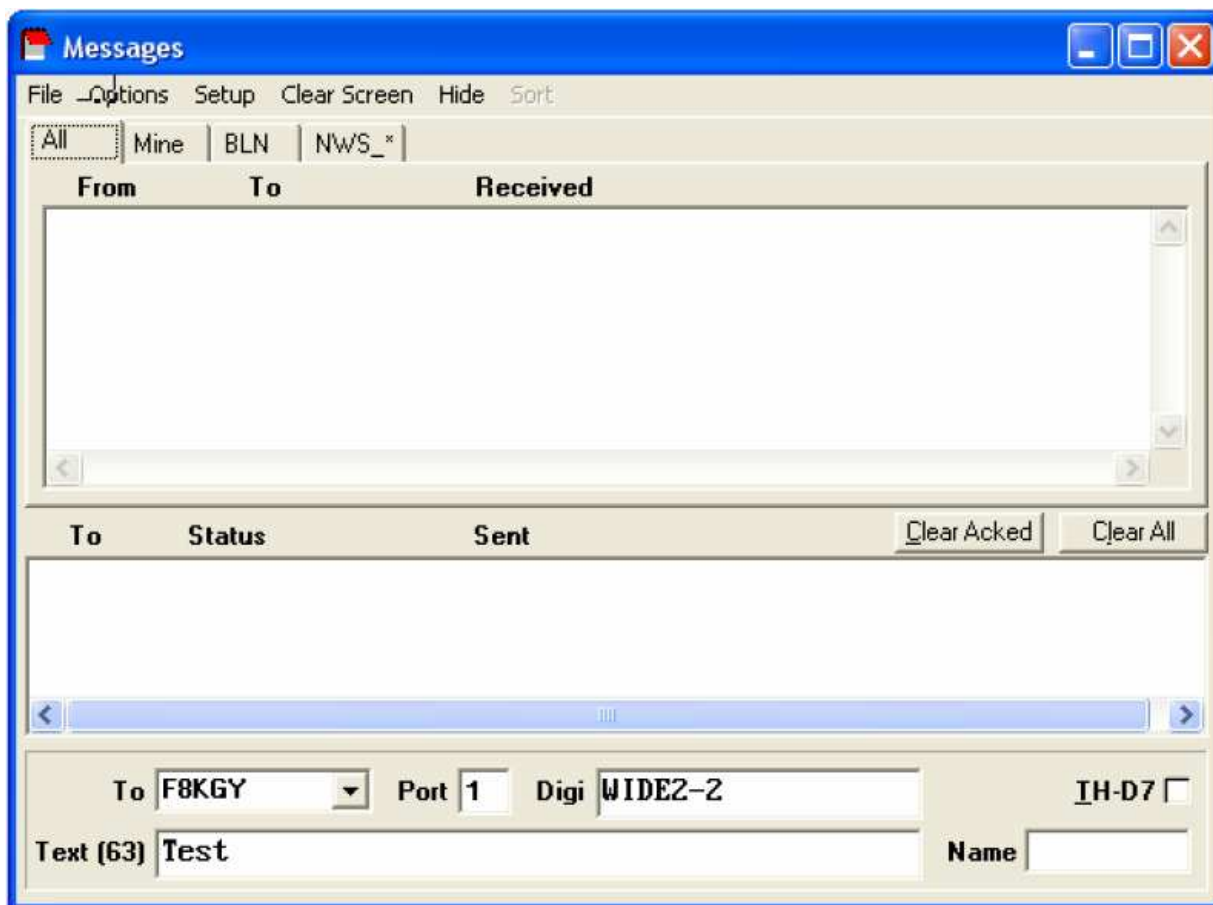 Messages
File Options Setup Clear Screen Hide Sort
All Mine BLN NWS_*
From To Received
To Status Sent Clear Acked Clear All
To F8KGY Port 1 Digi WIDE2-2 TH-D7
Text (63) Test Name